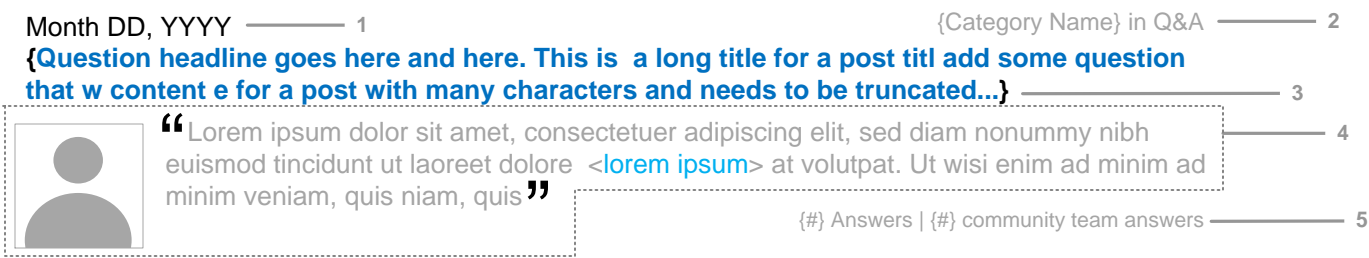 Month DD, YYYY 1 {Category Name} in Q&A 2
{Question headline goes here and here. This is a long title for a post titl add some question
that w content e for a post with many characters and needs to be truncated...} 3
“Lorem ipsum dolor sit amet, consectetuer adipiscing elit, sed diam nonummy nibh 4
euismod tincidunt ut laoreet dolore <lorem ipsum> at volutpat. Ut wisi enim ad minim ad
minim veniam, quis niam, quis”
{#} Answers | {#} community team answers 5